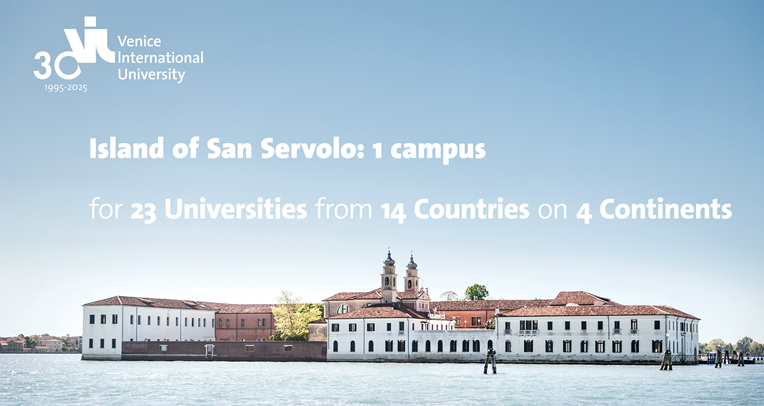 30
VIU
Venice
International
University
1995-2025
Island of San Servolo: 1 campus
for 23 Universities from 14 Countries on 4 Continents